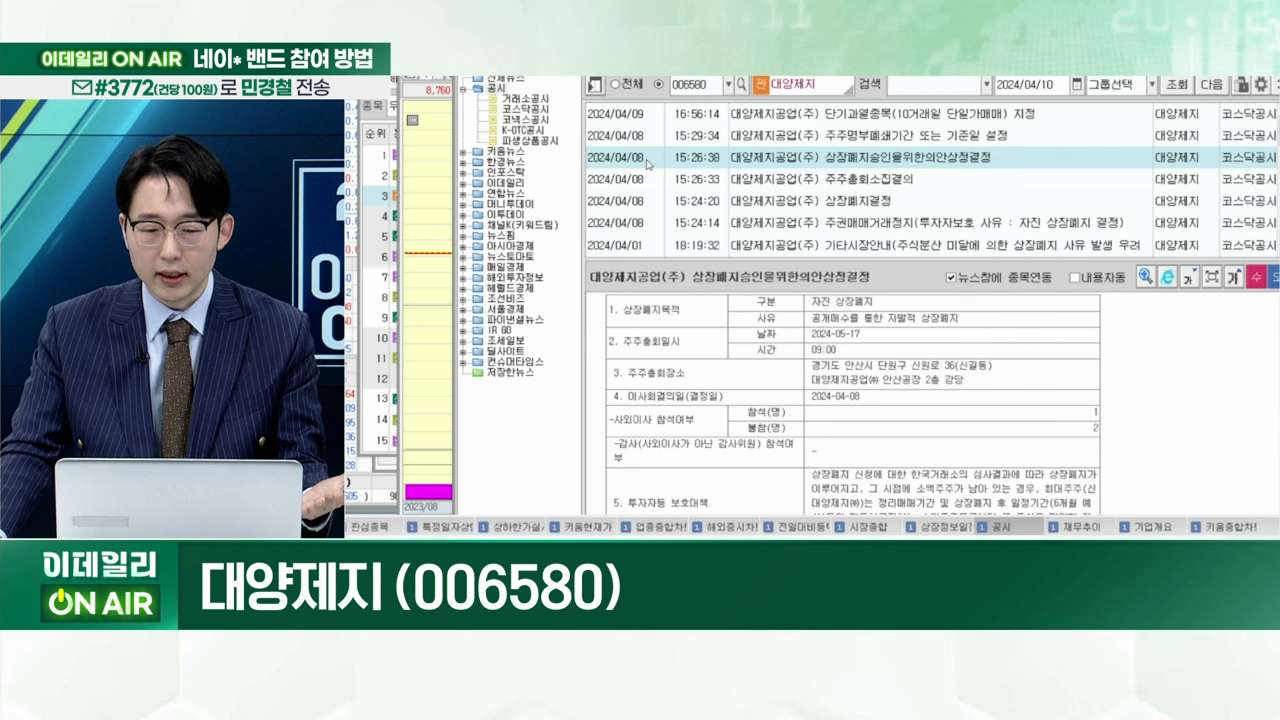 이데일리 ON AIR 네이* 밴드 참여 방법
#3772(건당 100원)로 민경철 전송
8,760
종목
순위
1
2
3
4
5
6
7
8
9
10
11
12
13
14
15
2023/08
공시
거래소공시
코스닥공시
코넥스공시
K-OTC공시
파생상품공시
키움뉴스
한경뉴스
인포스탁
이데일리
연합뉴스
머니투데이
이투데이
채널K(키워드림)
뉴스핌
아시아경제
뉴스토마토
매일경제
해외투자정보
헤럴드경제
조선비즈
서울경제
파이낸셜뉴스
IR GO
조세일보
딜사이트
컨슈머타임스
저장한뉴스
전체 006580 관 대양제지 검색 2024/04/10 그룹선택 조회 다음
2024/04/09 16:56:14 대양제지공업(주) 단기과열종목(10거래일 단일가매매) 지정 대양제지 코스닥공시
2024/04/08 15:29:34 대양제지공업(주) 주주명부폐쇄기간 또는 기준일 설정 대양제지 코스닥공시
2024/04/08 15:26:38 대양제지공업(주) 상장폐지승인을위한의안상정결정 대양제지 코스닥공시
2024/04/08 15:26:33 대양제지공업(주) 주주총회소집결의 대양제지 코스닥공시
2024/04/08 15:24:20 대양제지공업(주) 상장폐지결정 대양제지 코스닥공시
2024/04/08 15:24:14 대양제지공업(주) 주권매매거래정지(투자자보호 사유 : 자진 상장폐지 결정) 대양제지 코스닥공시
2024/04/01 18:19:32 대양제지공업(주) 기타시장안내(주식분산 미달에 의한 상장폐지 사유 발생 우려 대양제지 코스닥공시
대양제지공업(주) 상장폐지승인을위한의안상정결정 뉴스창에 종목연동 내용자동
1. 상장폐지목적 구분 자진 상장폐지
사유 공개매수를 통한 자발적 상장폐지
2. 주주총회일시 날짜 2024-05-17
시간 09:00
3. 주주총회장소 경기도 안산시 단원구 신원로 36(신길동)
대양제지공업㈜ 안산공장 2층 강당
4. 이사회결의일(결정일) 2024-04-08
-사외이사 참석여부 참석(명) 1
불참(명) 2
-감사(사외이사가 아닌 감사위원) 참석여부 -
5. 투자자등 보호대책 상장폐지 신청에 대한 한국거래소의 심사결과에 따라 상장폐지가
이루어지고, 그 시점에 소액주주가 남아 있는 경우, 최대주주(신
대양제지㈜)는 정리매매기간 및 상장폐지 후 일정기간(6개월 예
관심종목 특징일자상 상하한가실 키움현재가 업종종합차 해외증시차 전일대비등 시장종합 상장정보일 공시 재무추이 기업개요 키움종합차
이데일리
ON AIR
대양제지 (006580)